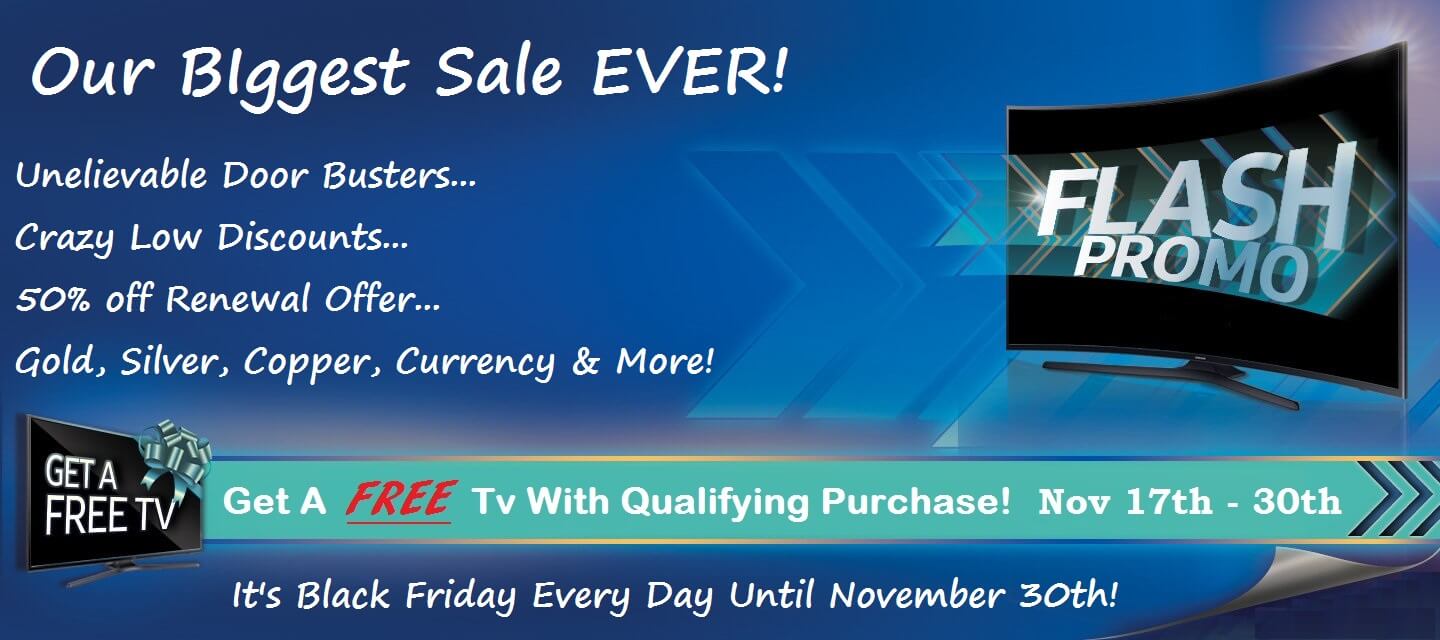 Our BIggest Sale EVER!
Unelievable Door Busters...
Crazy Low Discounts...
50% off Renewal Offer...
Gold, Silver, Copper, Currency & More!
FLASH
PROMO
GET A
FREE TV
Get A FREE Tv With Qualifying Purchase! Nov 17th - 30th
It's Black Friday Every Day Until November 30th!